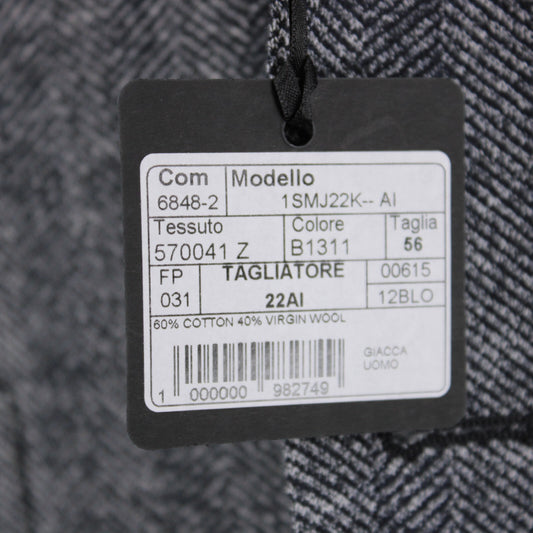 Com Modello
6848-2 1SMJ22K-- AI
Tessuto Colore Taglia
570041 Z B1311 56
FP TAGLIATORE 00615
031 22AI 12BLO
60% COTTON 40% VIRGIN WOOL
GIACCA
UOMO
1 000000 982749